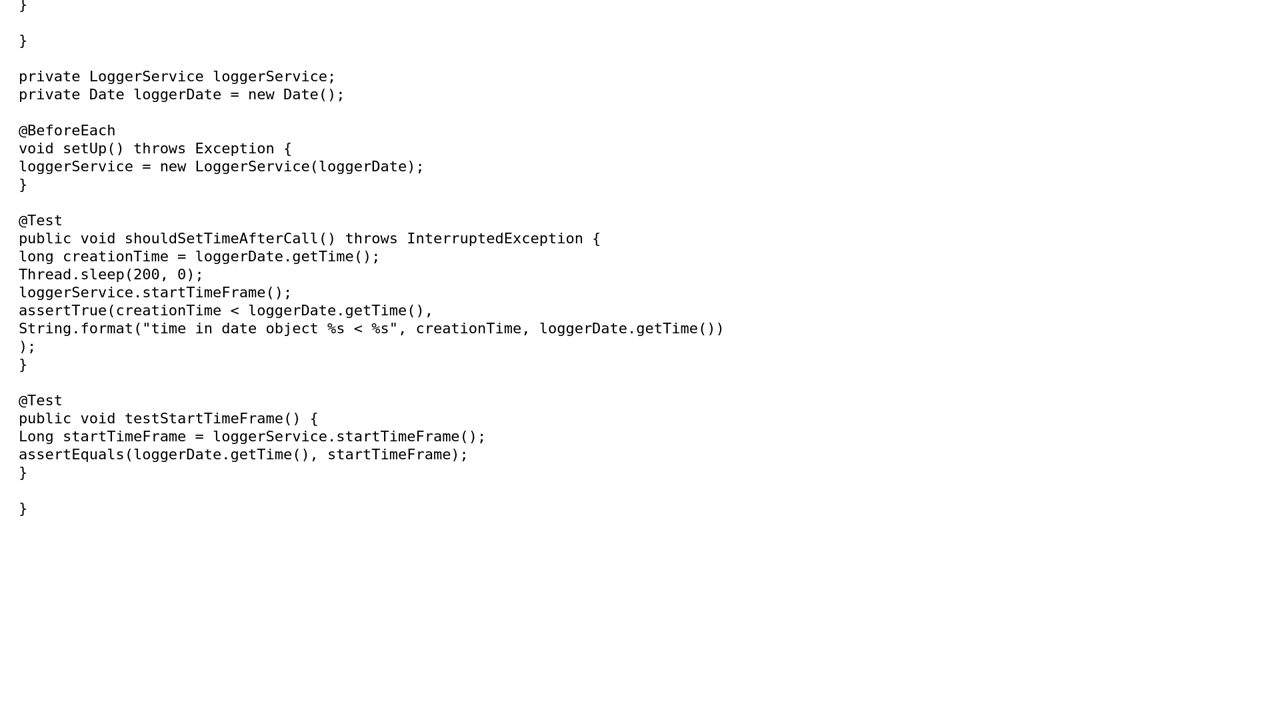 }
}
private LoggerService loggerService;
private Date loggerDate = new Date();
@BeforeEach
void setUp() throws Exception {
loggerService = new LoggerService(loggerDate);
}
@Test
public void shouldSetTimeAfterCall() throws InterruptedException {
long creationTime = loggerDate.getTime();
Thread.sleep(200, 0);
loggerService.startTimeFrame();
assertTrue(creationTime < loggerDate.getTime(),
String.format("time in date object %s < %s", creationTime, loggerDate.getTime())
);
}
@Test
public void testStartTimeFrame() {
Long startTimeFrame = loggerService.startTimeFrame();
assertEquals(loggerDate.getTime(), startTimeFrame);
}
}